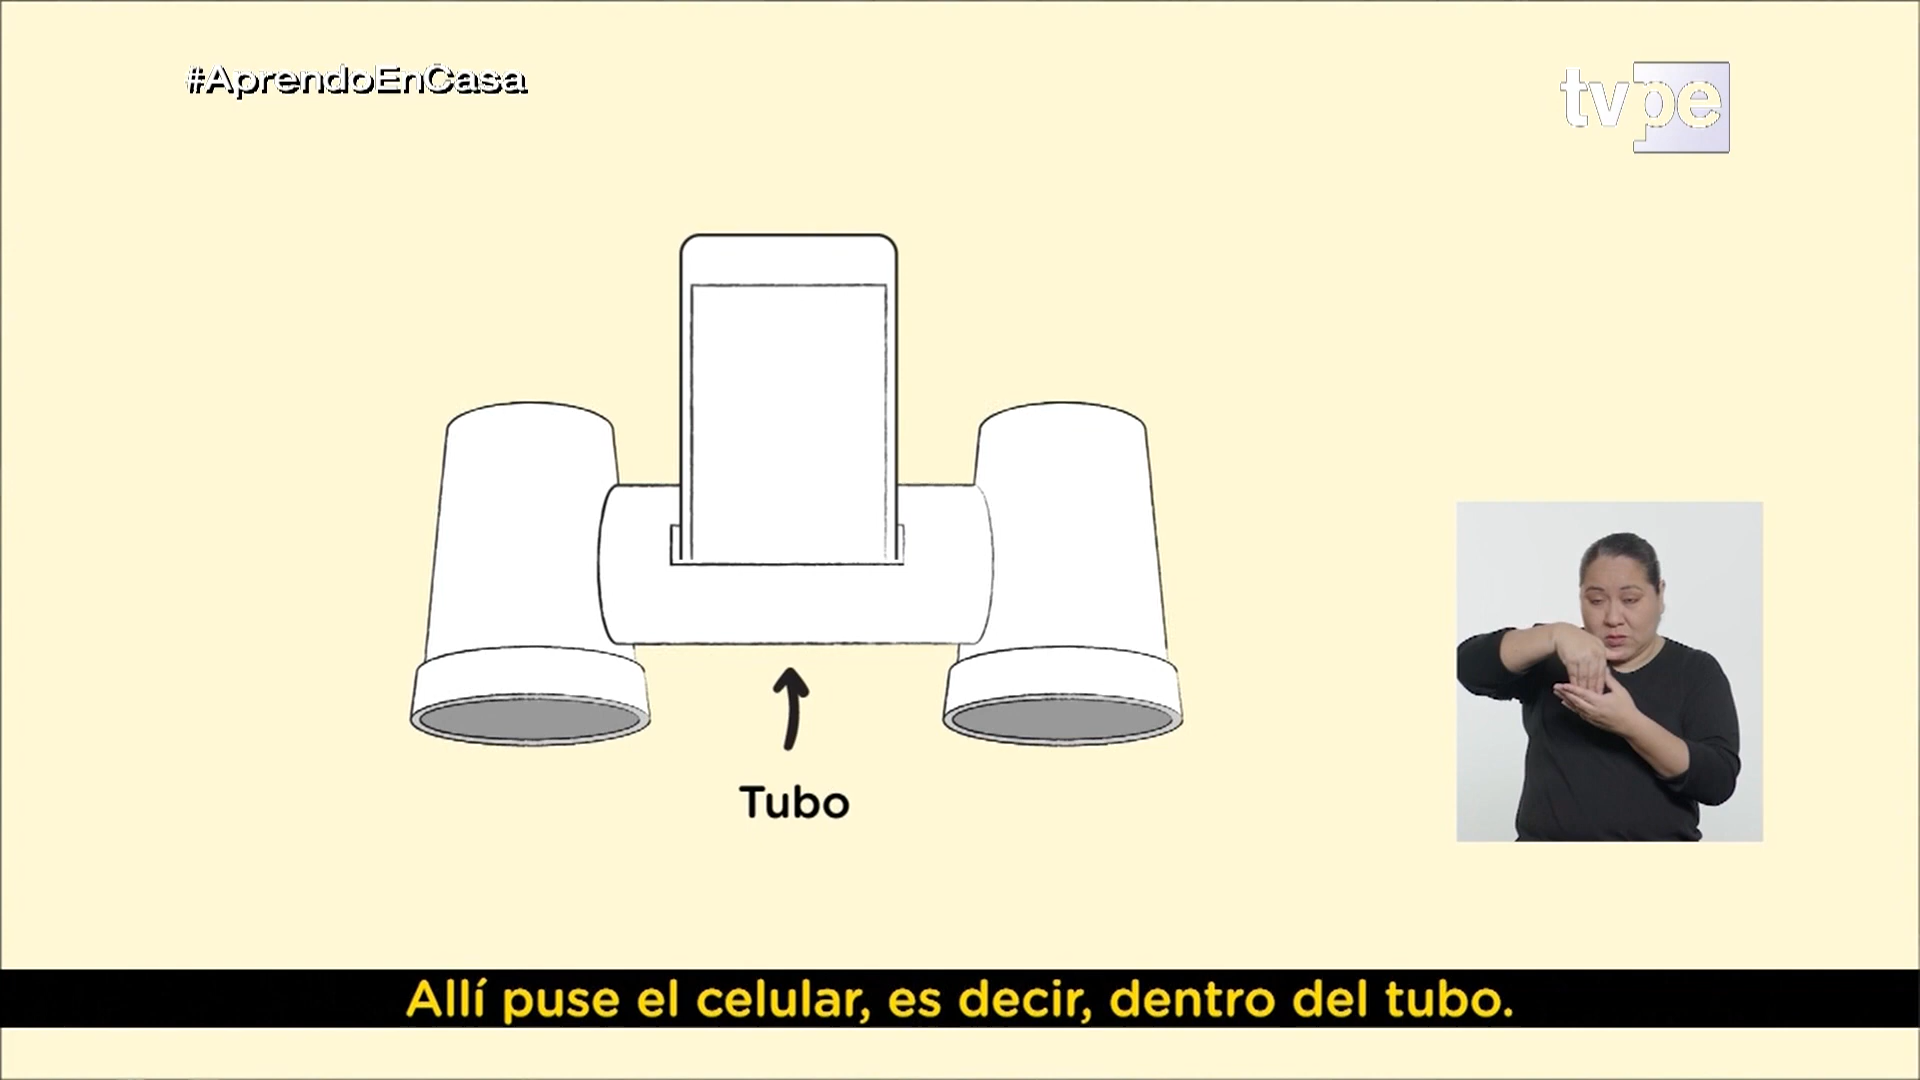 #AprendoEnCasa
tvpe
Tubo
Allí puse el celular, es decir, dentro del tubo.